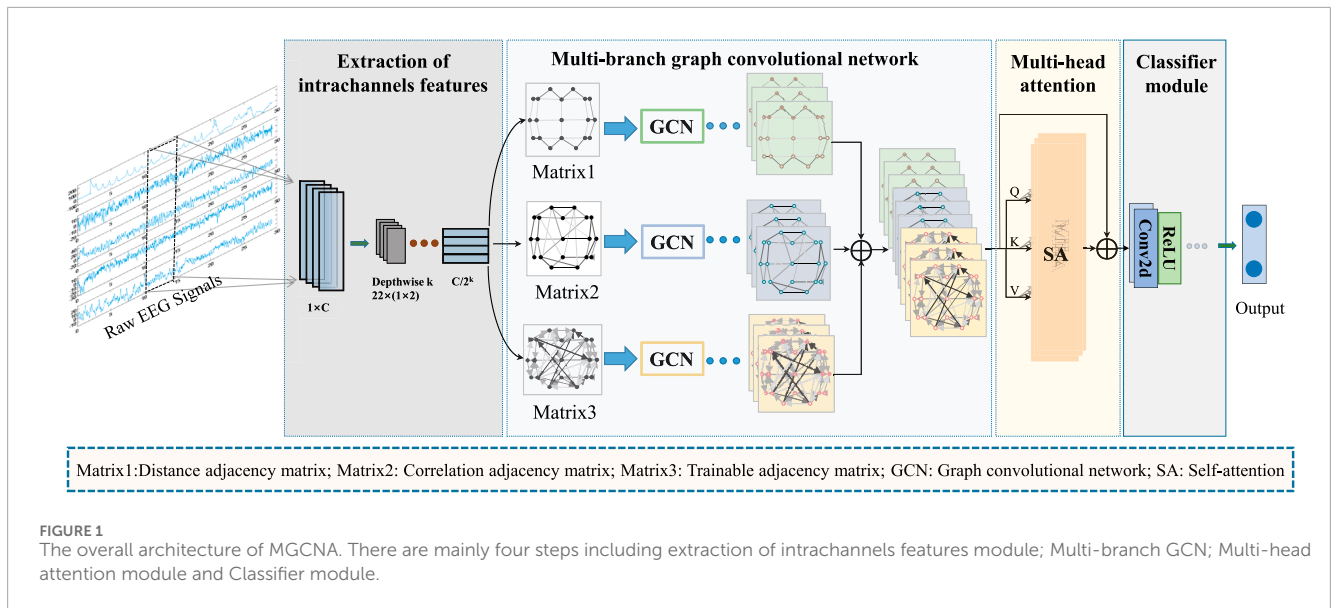 Extraction of
intrachannels features
Multi-branch graph convolutional network
Multi-head
attention
Classifier
module
Raw EEG Signals
1×C
Depthwise k
22×(1×2)
C/2^k
Matrix1
GCN
Matrix2
GCN
Matrix3
GCN
Q
K
V
SA
Conv2d
ReLU
Output
Matrix1:Distance adjacency matrix; Matrix2: Correlation adjacency matrix; Matrix3: Trainable adjacency matrix; GCN: Graph convolutional network; SA: Self-attention
FIGURE 1
The overall architecture of MGCNA. There are mainly four steps including extraction of intrachannels features module; Multi-branch GCN; Multi-head
attention module and Classifier module.